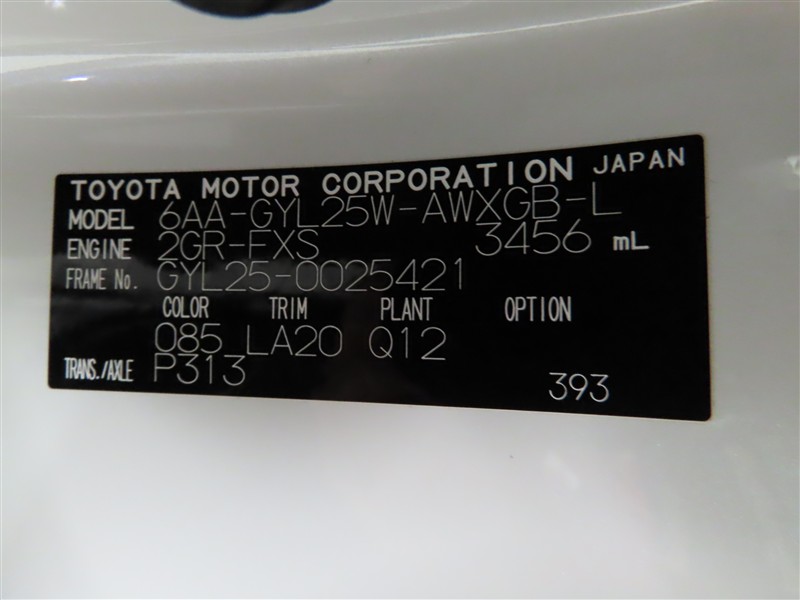 TOYOTA MOTOR CORPORATION JAPAN
MODEL 6AA-GYL25W-AWXGB-L
ENGINE 2GR-FXS 3456 mL
FRAME No. GYL25-0025421
COLOR TRIM PLANT OPTION
085 LA20 Q12
TRANS./AXLE P313
393